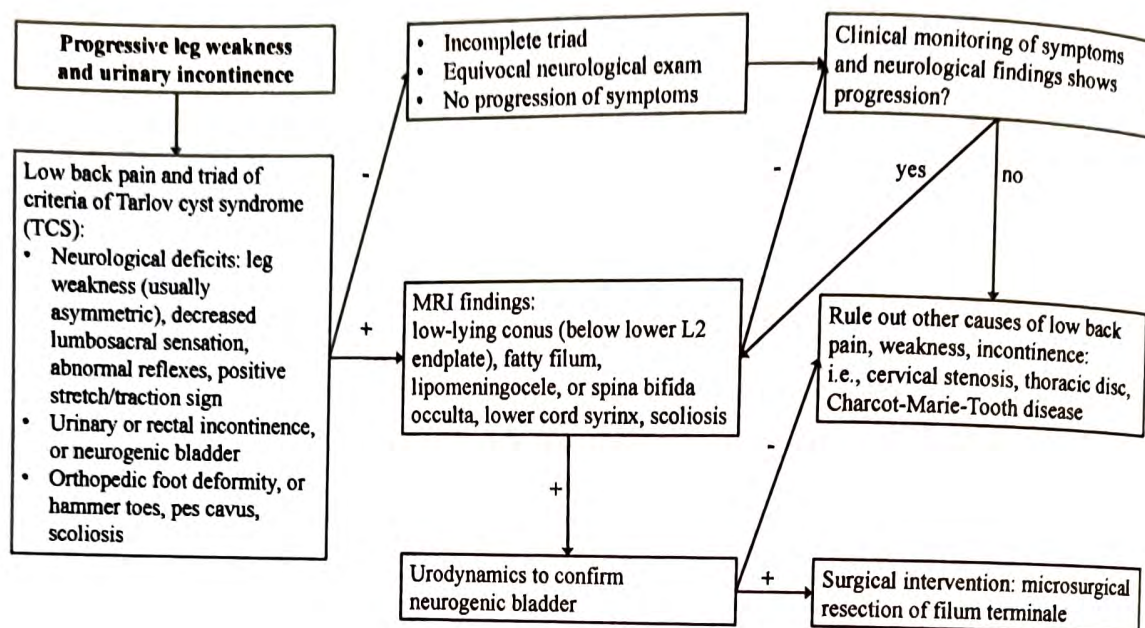 Progressive leg weakness
and urinary incontinence
Low back pain and triad of
criteria of Tarlov cyst syndrome
(TCS):
• Neurological deficits: leg
weakness (usually
asymmetric), decreased
lumbosacral sensation,
abnormal reflexes, positive
stretch/traction sign
• Urinary or rectal incontinence,
or neurogenic bladder
• Orthopedic foot deformity, or
hammer toes, pes cavus,
scoliosis
-
+
• Incomplete triad
• Equivocal neurological exam
• No progression of symptoms
MRI findings:
low-lying conus (below lower L2
endplate), fatty filum,
lipomeningocele, or spina bifida
occulta, lower cord syrinx, scoliosis
+
Urodynamics to confirm
neurogenic bladder
Clinical monitoring of symptoms
and neurological findings shows
progression?
-
yes
no
Rule out other causes of low back
pain, weakness, incontinence:
i.e., cervical stenosis, thoracic disc,
Charcot-Marie-Tooth disease
-
+
Surgical intervention: microsurgical
resection of filum terminale